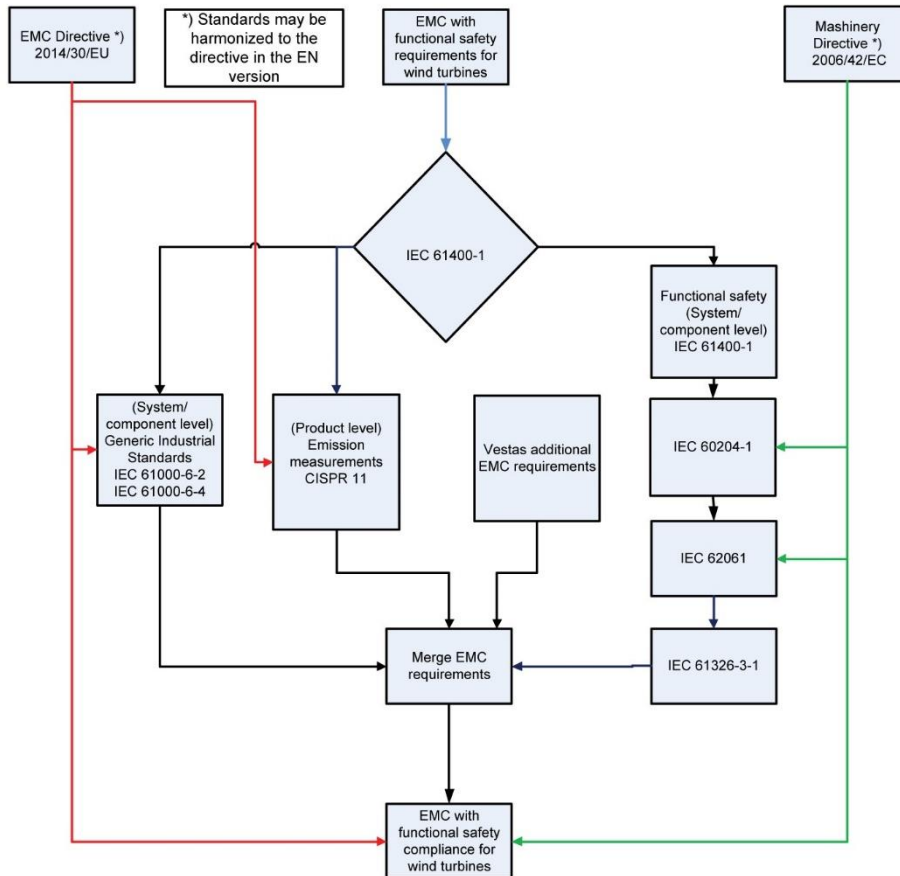 EMC Directive *)
2014/30/EU
*) Standards may be
harmonized to the
directive in the EN
version
EMC with
functional safety
requirements for
wind turbines
Mashinery
Directive *)
2006/42/EC
IEC 61400-1
Functional safety
(System/
component level)
IEC 61400-1
(System/
component level)
Generic Industrial
Standards
IEC 61000-6-2
IEC 61000-6-4
(Product level)
Emission
measurements
CISPR 11
Vestas additional
EMC requirements
IEC 60204-1
IEC 62061
Merge EMC
requirements
IEC 61326-3-1
EMC with
functional safety
compliance for
wind turbines